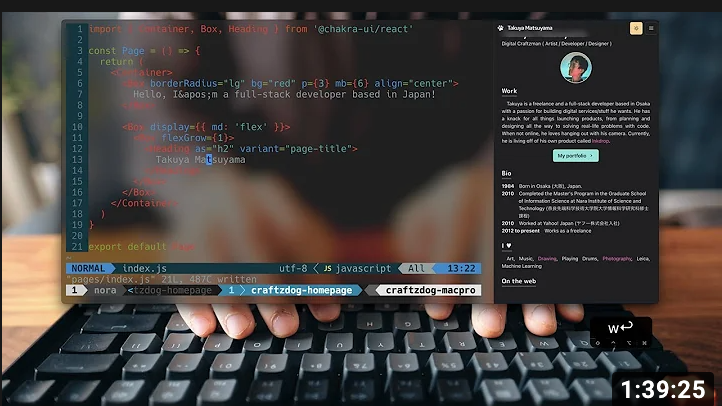 1 import { Container, Box, Heading } from '@chakra-ui/react'
2
3 const Page = () => {
4 return (
5 <Container>
6 <Box borderRadius="lg" bg="red" p={3} mb={6} align="center">
7 Hello, I&apos;m a full-stack developer based in Japan!
8 </Box>
9
10 <Box display={{ md: 'flex' }}>
11 <Box flexGrow={1}>
12 <Heading as="h2" variant="page-title">
13 Takuya Matsuyama
14 </Heading>
15 </Box>
16 </Box>
17 </Container>
18 )
19 }
20
21 export default Page
NORMAL index.js utf-8 JS javascript All 13:22
"pages/index.js" 21L, 487C written
1 nora <tzdog-homepage 1 craftzdog-homepage craftzdog-macpro
Takuya Matsuyama
Digital Craftzman ( Artist / Developer / Designer )
Work
Takuya is a freelance and a full-stack developer based in Osaka
with a passion for building digital services/stuff he wants. He
has a knack for all things launching products, from planning
and designing all the way to solving real-life problems with code.
When not online, he loves hanging out with his camera. Currently,
he is living off of his own product called Inkdrop.
My portfolio >
Bio
1984 Born in Osaka (大阪), Japan.
2010 Completed the Master's Program in the Graduate School
of Information Science at Nara Institute of Science and
Technology (奈良先端科学技術大学院大学情報科学研究科修士
課程)
2010 Worked at Yahoo! Japan (ヤフー株式会社入社)
2012 to present Works as a freelance
I ♥
Art, Music, Drawing, Playing Drums, Photography, Leica,
Machine Learning
On the web
w↩
1:39:25